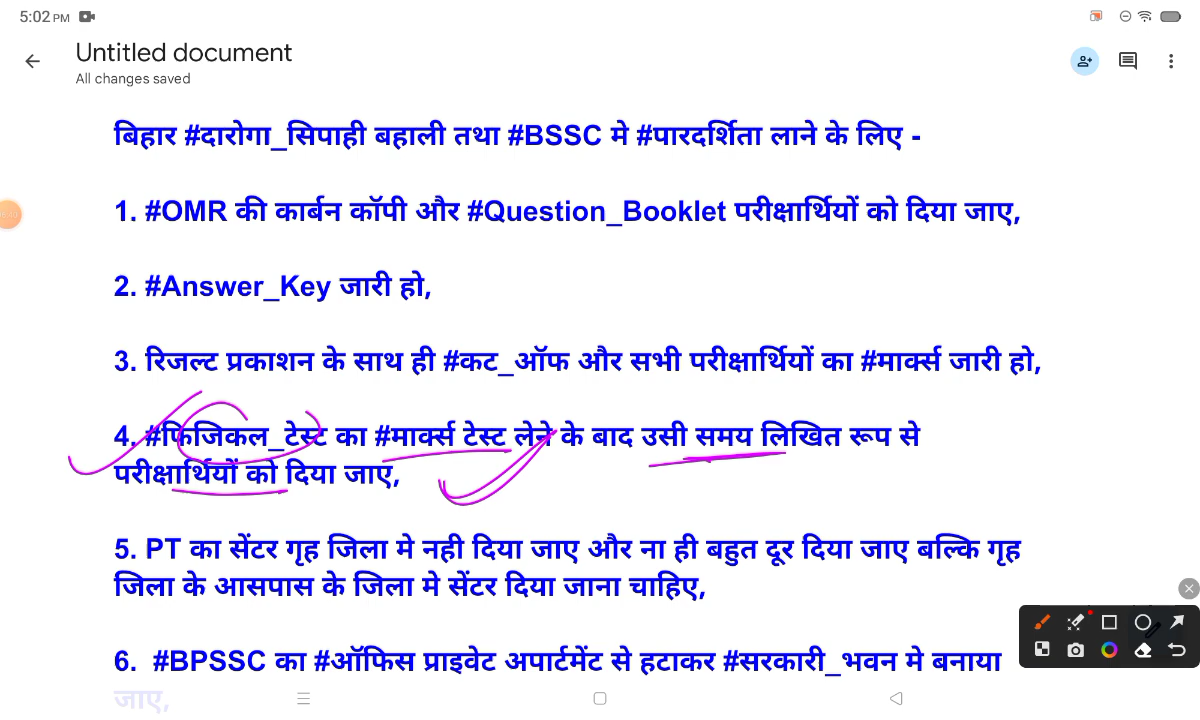 5:02 PM
Untitled document
All changes saved
बिहार #दारोगा_सिपाही बहाली तथा #BSSC मे #पारदर्शिता लाने के लिए -
1. #OMR की कार्बन कॉपी और #Question_Booklet परीक्षार्थियों को दिया जाए,
2. #Answer_Key जारी हो,
3. रिजल्ट प्रकाशन के साथ ही #कट_ऑफ और सभी परीक्षार्थियों का #मार्क्स जारी हो,
4. #फिजिकल_टेस्ट का #मार्क्स टेस्ट लेने के बाद उसी समय लिखित रूप से
परीक्षार्थियों को दिया जाए,
5. PT का सेंटर गृह जिला मे नही दिया जाए और ना ही बहुत दूर दिया जाए बल्कि गृह
जिला के आसपास के जिला मे सेंटर दिया जाना चाहिए,
6. #BPSSC का #ऑफिस प्राइवेट अपार्टमेंट से हटाकर #सरकारी_भवन मे बनाया
जाए,